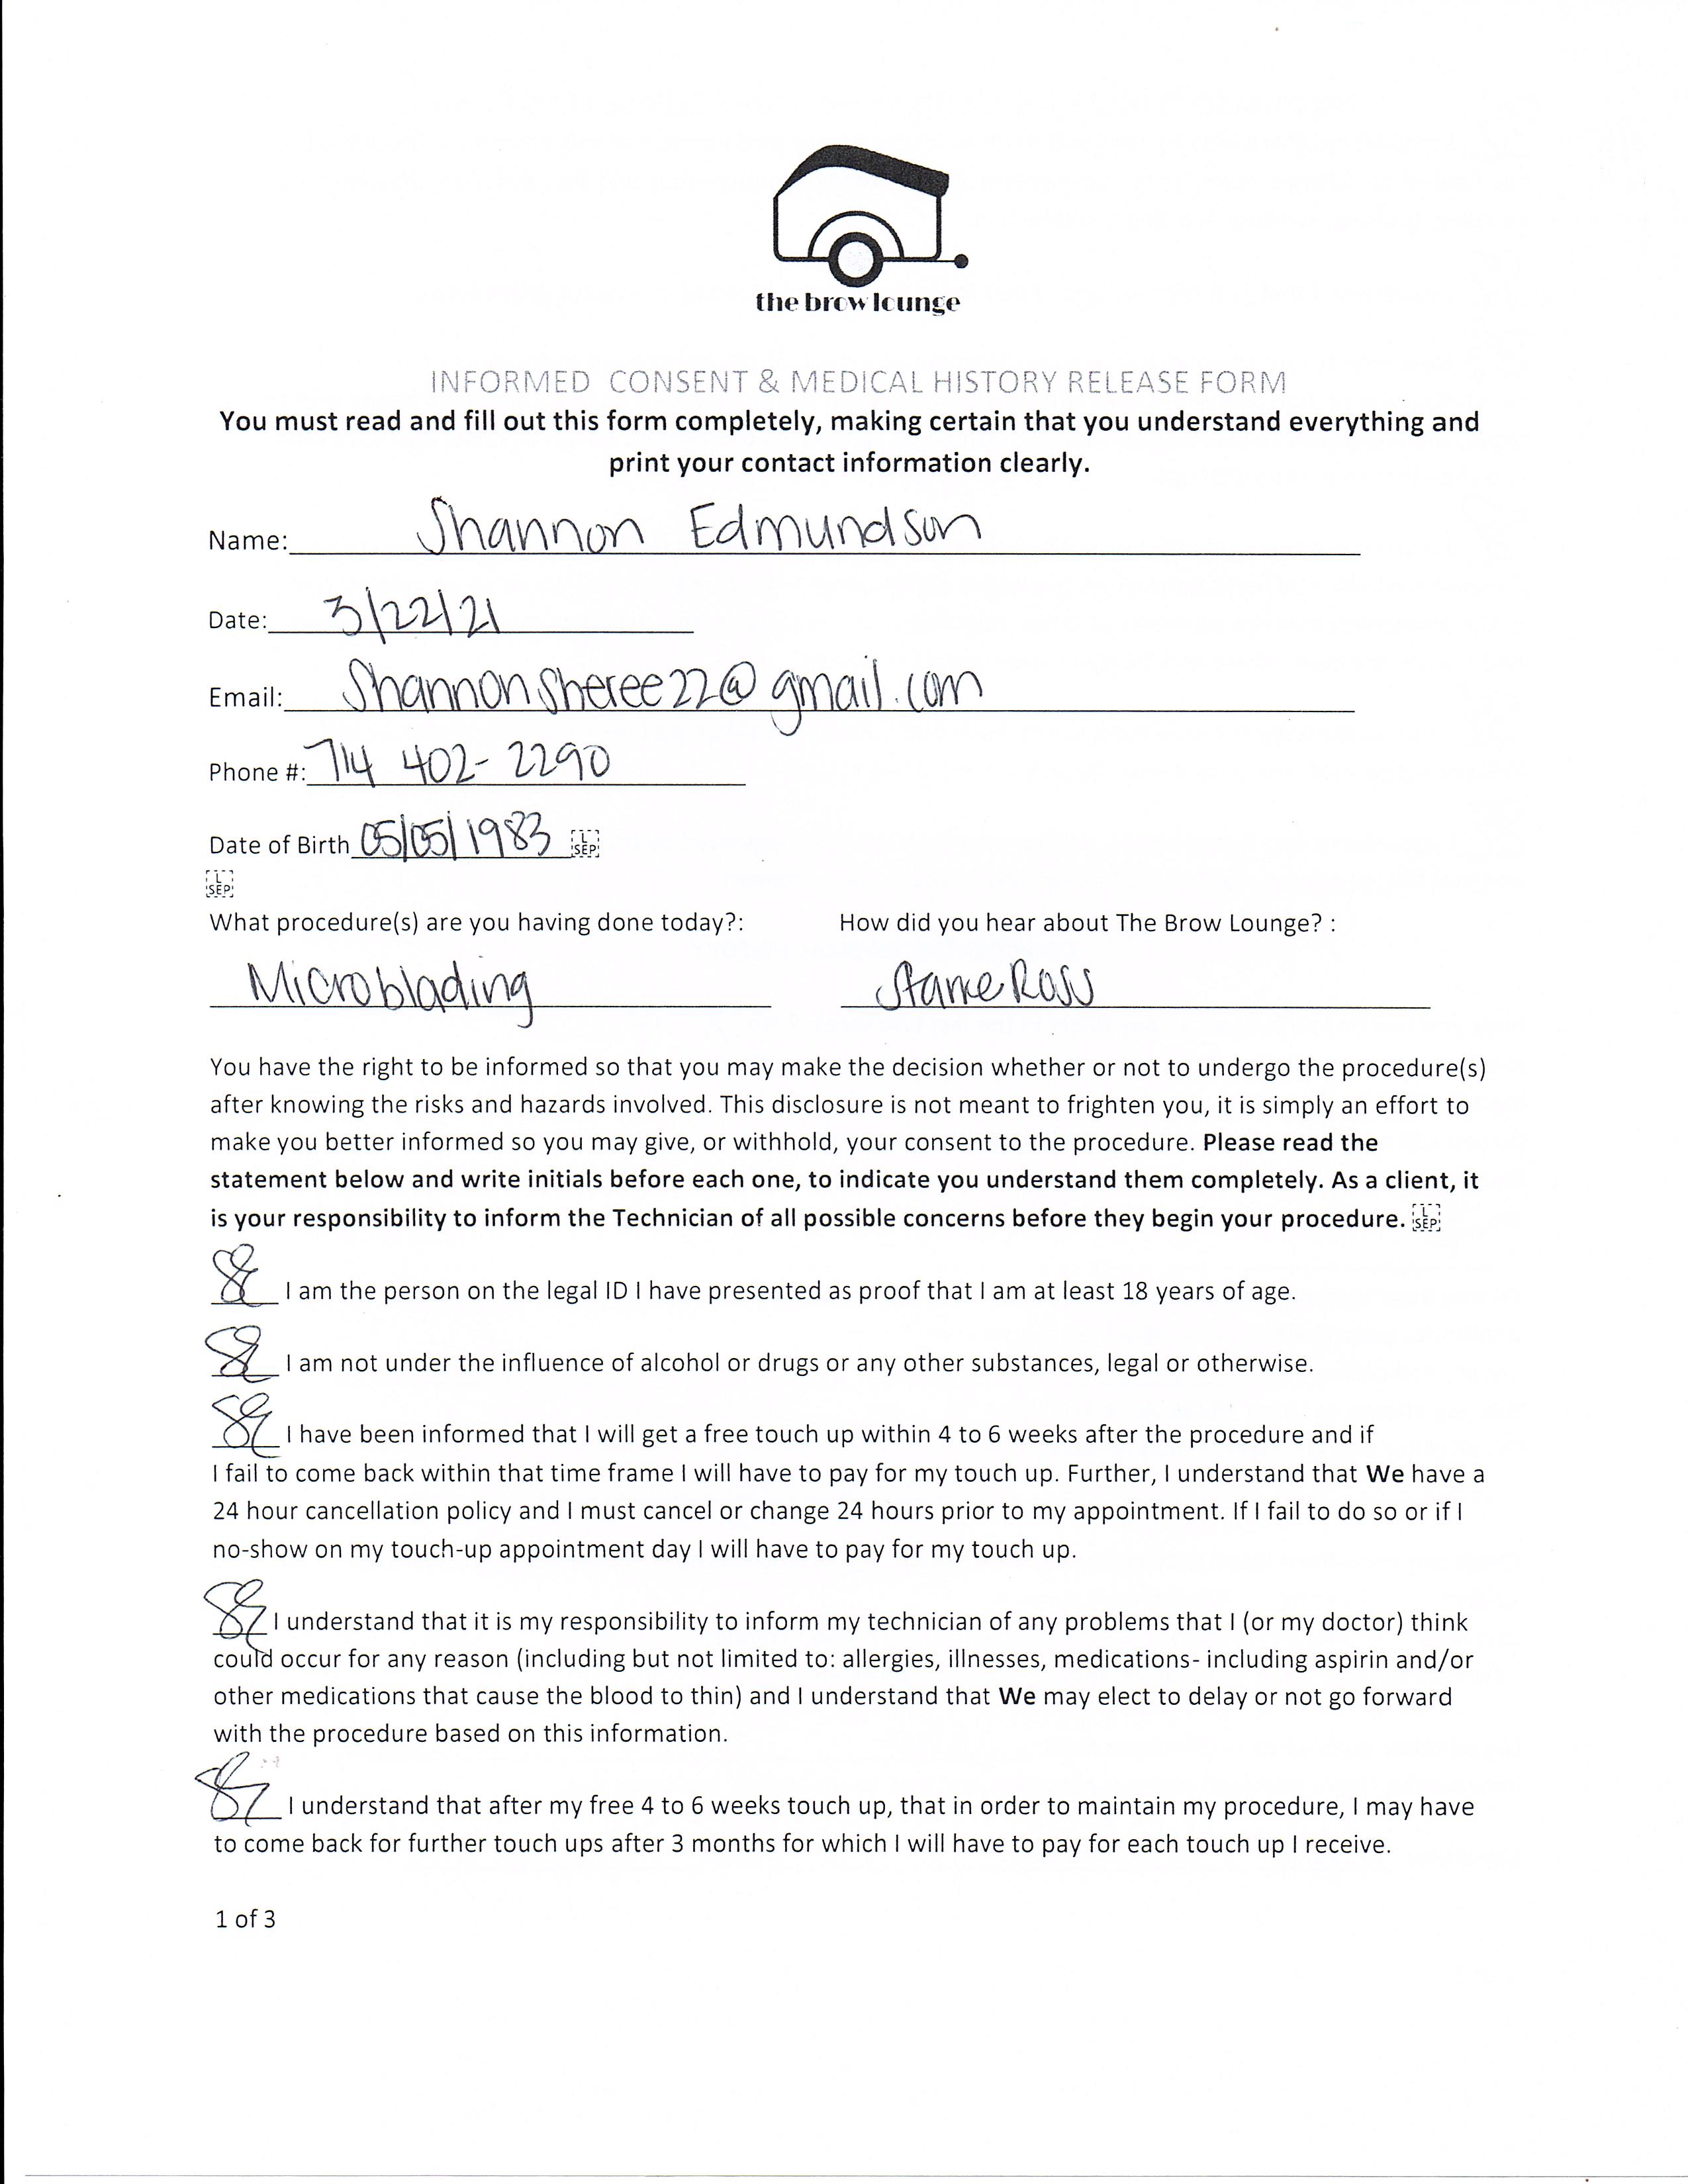 the brow lounge
INFORMED CONSENT & MEDICAL HISTORY RELEASE FORM
You must read and fill out this form completely, making certain that you understand everything and
print your contact information clearly.
Name: Shannon Edmundson
Date: 3/22/21
Email: Shannonsheree22@gmail.com
Phone #: 714 402-2290
Date of Birth 05/05/1983 L SEP
L SEP
What procedure(s) are you having done today?: How did you hear about The Brow Lounge? :
Microblading Ross
You have the right to be informed so that you may make the decision whether or not to undergo the procedure(s)
after knowing the risks and hazards involved. This disclosure is not meant to frighten you, it is simply an effort to
make you better informed so you may give, or withhold, your consent to the procedure. Please read the
statement below and write initials before each one, to indicate you understand them completely. As a client, it
is your responsibility to inform the Technician of all possible concerns before they begin your procedure. L SEP
SE I am the person on the legal ID I have presented as proof that I am at least 18 years of age.
SE I am not under the influence of alcohol or drugs or any other substances, legal or otherwise.
SE I have been informed that I will get a free touch up within 4 to 6 weeks after the procedure and if
I fail to come back within that time frame I will have to pay for my touch up. Further, I understand that We have a
24 hour cancellation policy and I must cancel or change 24 hours prior to my appointment. If I fail to do so or if I
no-show on my touch-up appointment day I will have to pay for my touch up.
SE I understand that it is my responsibility to inform my technician of any problems that I (or my doctor) think
could occur for any reason (including but not limited to: allergies, illnesses, medications- including aspirin and/or
other medications that cause the blood to thin) and I understand that We may elect to delay or not go forward
with the procedure based on this information.
SE I understand that after my free 4 to 6 weeks touch up, that in order to maintain my procedure, I may have
to come back for further touch ups after 3 months for which I will have to pay for each touch up I receive.
1 of 3